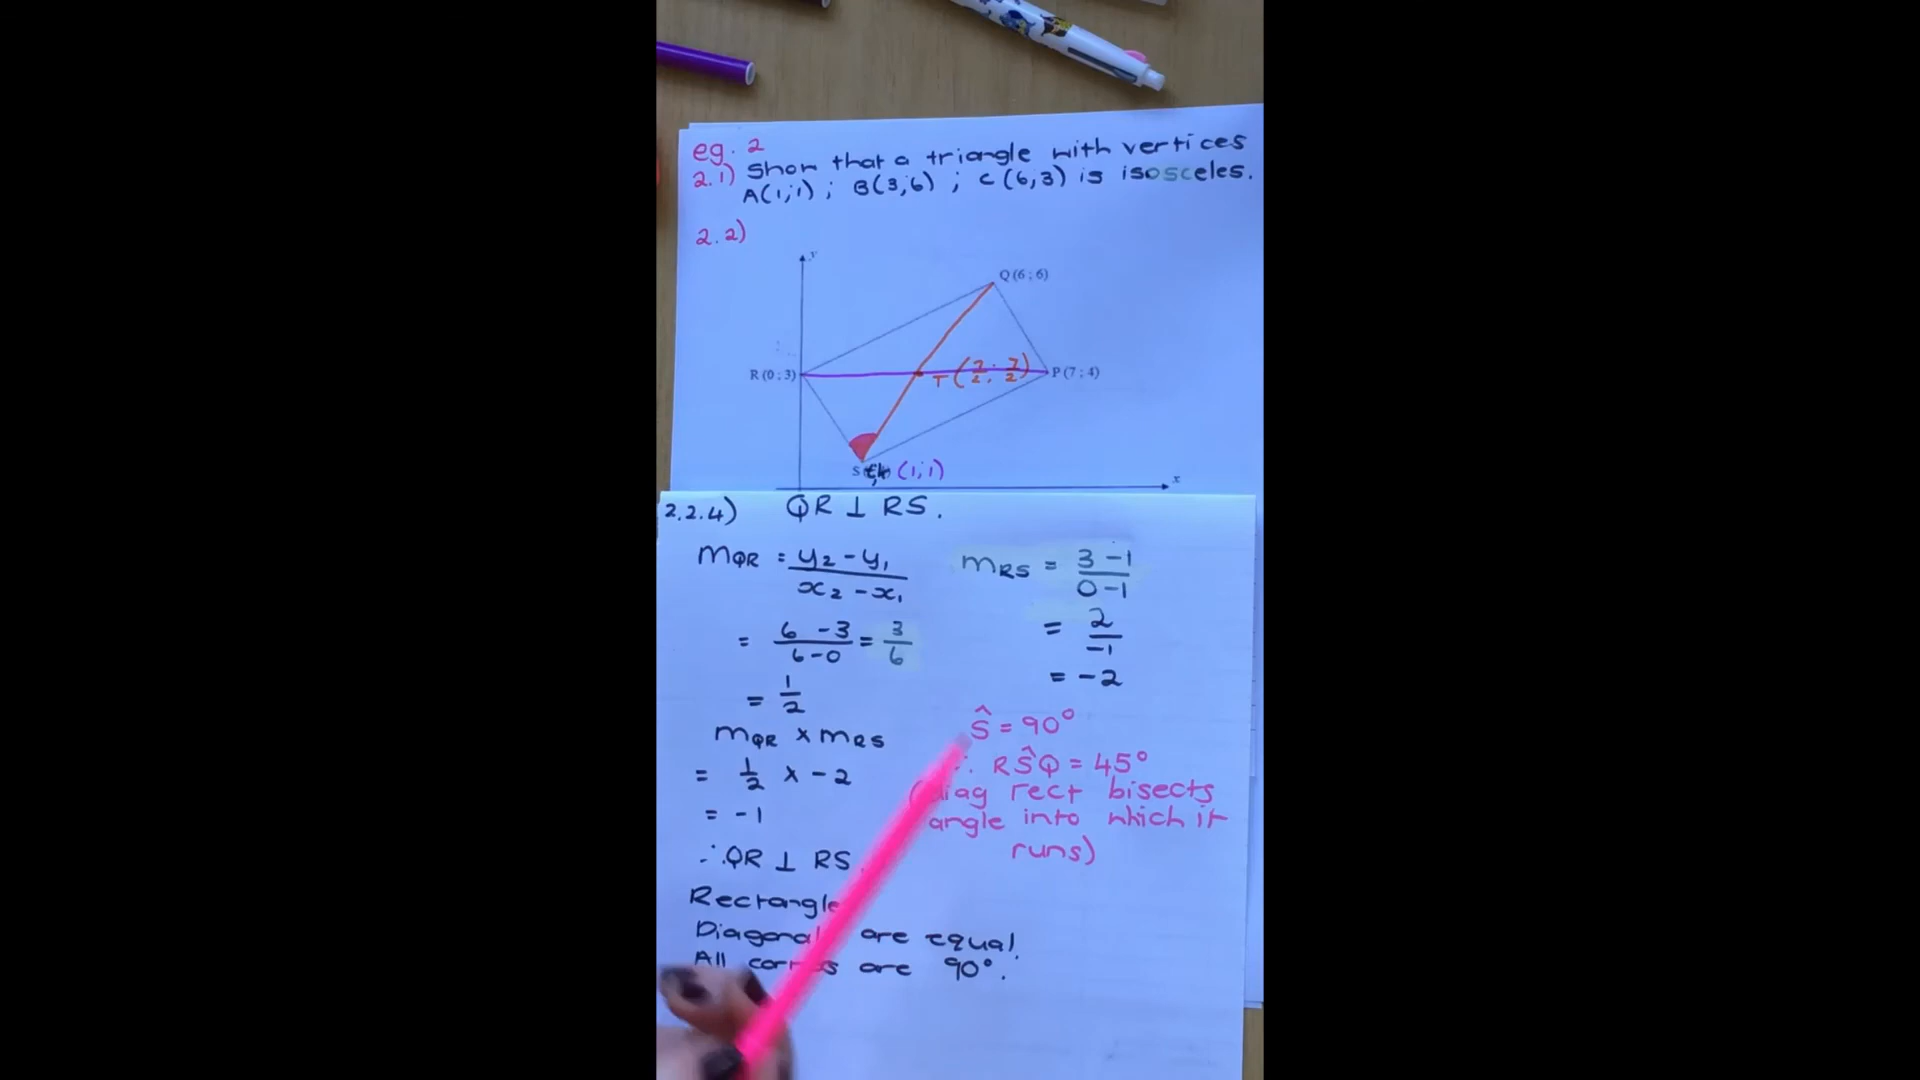 eg. 2
2.1) Show that a triangle with vertices
A(1;1) ; B(3;6) ; C(6;3) is isosceles.
2.2)
y
Q (6 ; 6)
R (0 ; 3)
T (7/2 ; 7/2)
P (7 ; 4)
S (1;1)
x
2.2.4) QR ⊥ RS.
mQR = y₂ - y₁ / x₂ - x₁
= 6 - 3 / 6 - 0 = 3/6
= 1/2
mQR × mRS
= 1/2 × -2
= -1
∴ QR ⊥ RS.
Rectangle
Diagonal are equal.
All are 90°.
mRS = 3 - 1 / 0 - 1
= 2 / -1
= -2
Ŝ = 90°
∴ RŜQ = 45°
(diag rect bisects
angle into which it
runs)